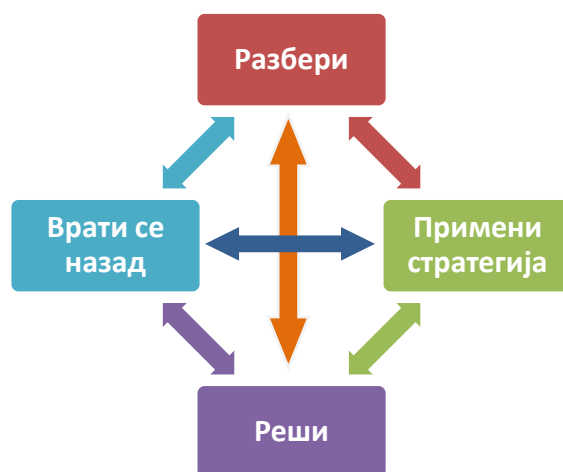 Разбери
Врати се
назад
Примени
стратегија
Реши